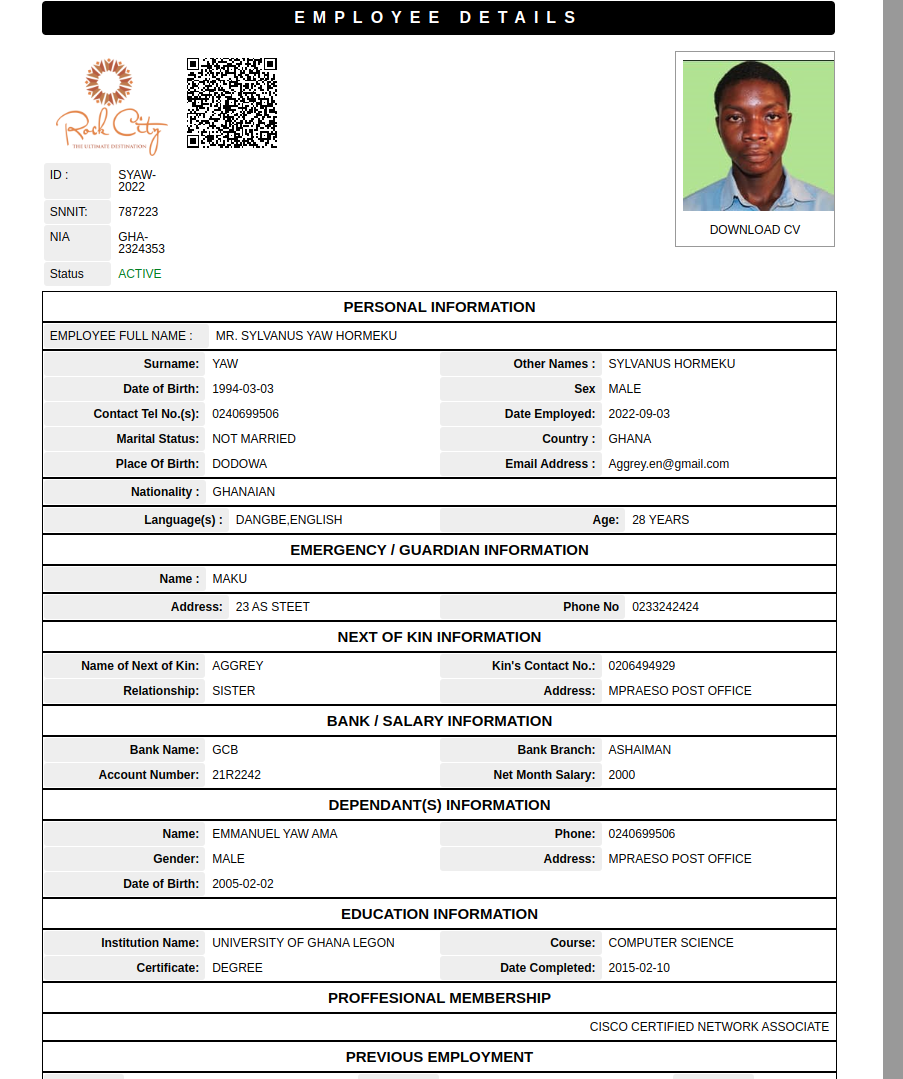 EMPLOYEE DETAILS
Rock City
THE ULTIMATE DESTINATION
DOWNLOAD CV
ID : SYAW-
2022
SNNIT: 787223
NIA GHA-
2324353
Status ACTIVE
PERSONAL INFORMATION
EMPLOYEE FULL NAME : MR. SYLVANUS YAW HORMEKU
Surname: YAW Other Names : SYLVANUS HORMEKU
Date of Birth: 1994-03-03 Sex MALE
Contact Tel No.(s): 0240699506 Date Employed: 2022-09-03
Marital Status: NOT MARRIED Country : GHANA
Place Of Birth: DODOWA Email Address : Aggrey.en@gmail.com
Nationality : GHANAIAN
Language(s) : DANGBE,ENGLISH Age: 28 YEARS
EMERGENCY / GUARDIAN INFORMATION
Name : MAKU
Address: 23 AS STEET Phone No 0233242424
NEXT OF KIN INFORMATION
Name of Next of Kin: AGGREY Kin's Contact No.: 0206494929
Relationship: SISTER Address: MPRAESO POST OFFICE
BANK / SALARY INFORMATION
Bank Name: GCB Bank Branch: ASHAIMAN
Account Number: 21R2242 Net Month Salary: 2000
DEPENDANT(S) INFORMATION
Name: EMMANUEL YAW AMA Phone: 0240699506
Gender: MALE Address: MPRAESO POST OFFICE
Date of Birth: 2005-02-02
EDUCATION INFORMATION
Institution Name: UNIVERSITY OF GHANA LEGON Course: COMPUTER SCIENCE
Certificate: DEGREE Date Completed: 2015-02-10
PROFFESIONAL MEMBERSHIP
CISCO CERTIFIED NETWORK ASSOCIATE
PREVIOUS EMPLOYMENT